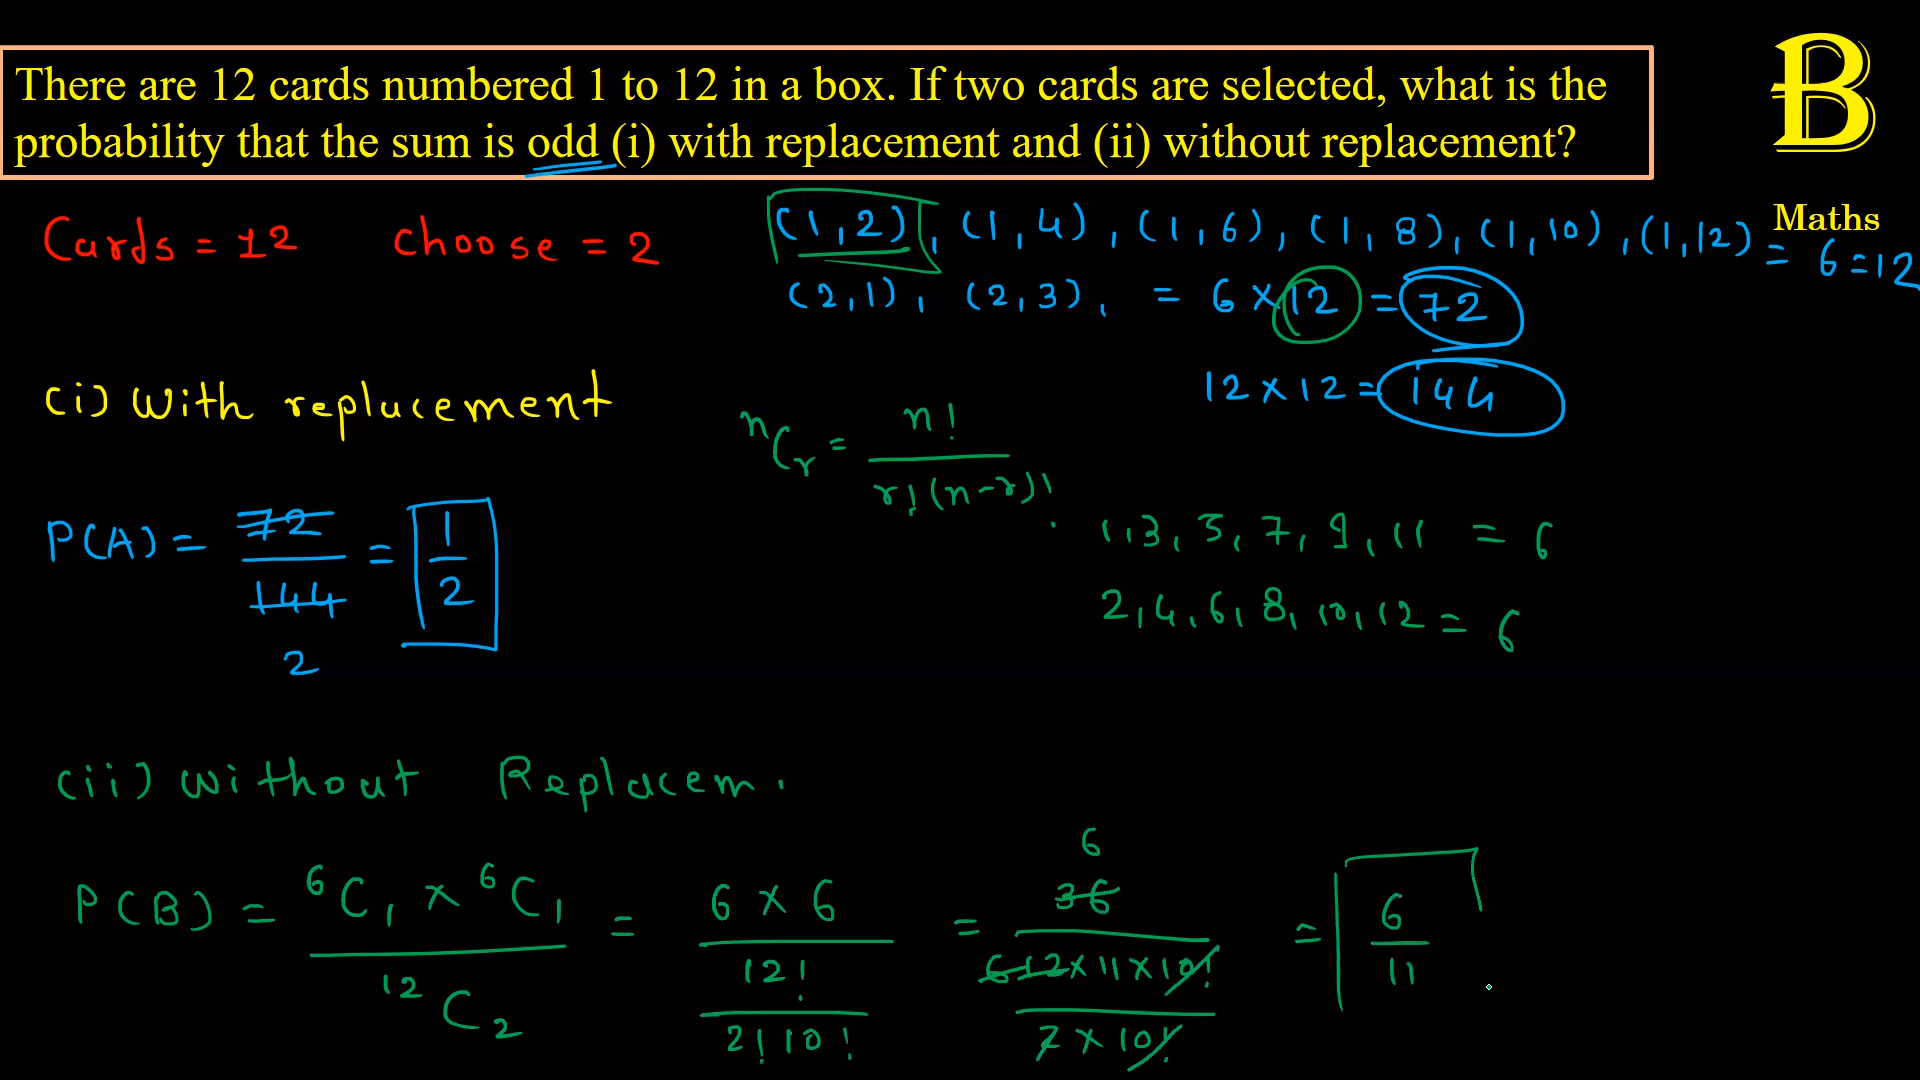 There are 12 cards numbered 1 to 12 in a box. If two cards are selected, what is the
probability that the sum is odd (i) with replacement and (ii) without replacement?
B
Maths
Cards = 12 choose = 2
(1,2), (1,4), (1,6), (1,8), (1,10), (1,12) = 6 = 12
(2,1), (2,3), = 6 × 12 = 72
12 × 12 = 144
(i) With replacement
nCr = n! / r!(n-r)!
P(A) = 72 / 144 = 1 / 2
2
1,3,5,7,9,11 = 6
2,4,6,8,10,12 = 6
(ii) without Replacem.
P(B) = 6C1 × 6C1 / 12C2 = 6 × 6 / 12! / 2! 10! = 6 36 / 6 12 × 11 × 10! / 2 × 10! = 6 / 11